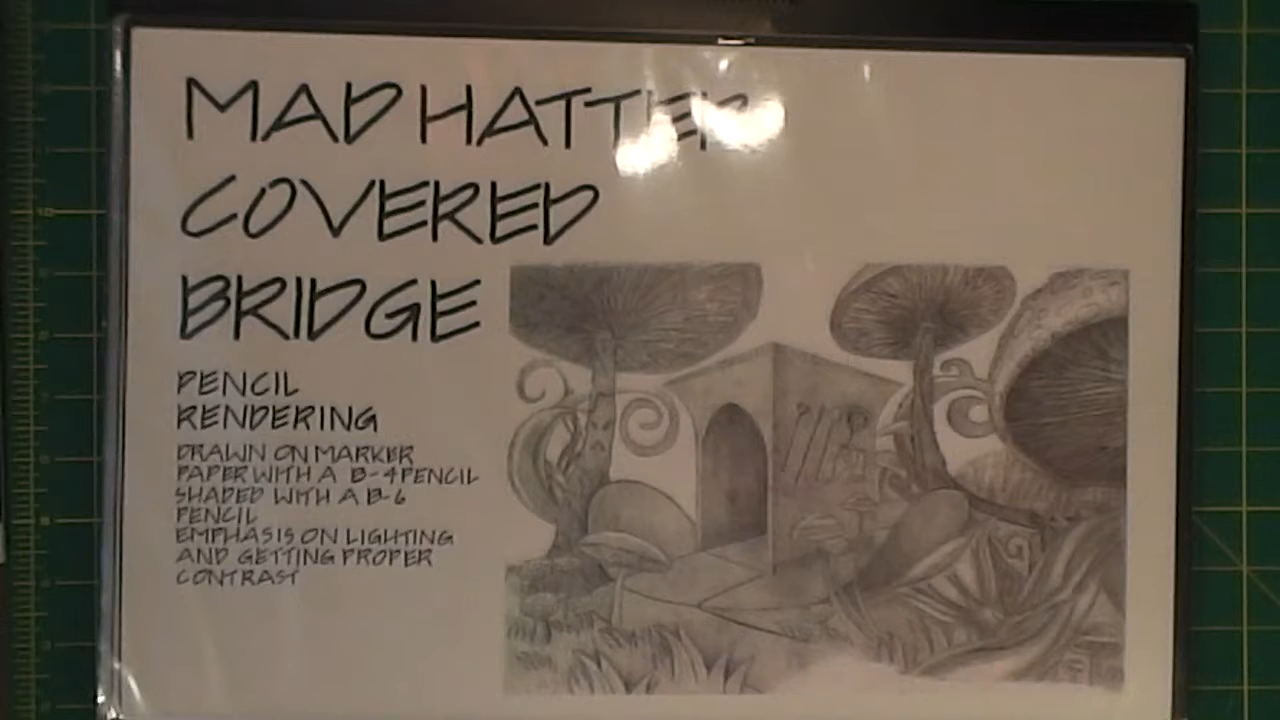 MAD HATTER
COVERED
BRIDGE
PENCIL
RENDERING
DRAWN ON MARKER
PAPER WITH A B-4 PENCIL
SHADED WITH A B-6
PENCIL
EMPHASIS ON LIGHTING
AND GETTING PROPER
CONTRAST